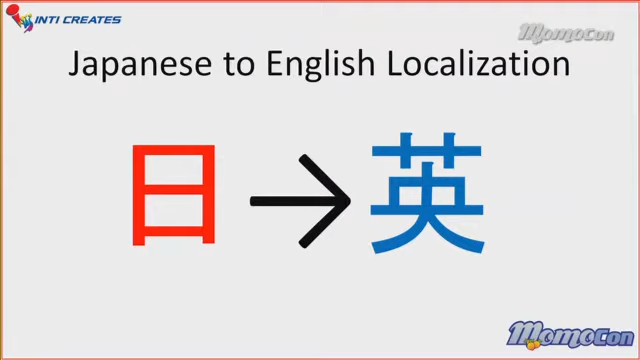 INTI CREATES
MomoCon
Japanese to English Localization
日→英
MomoCon